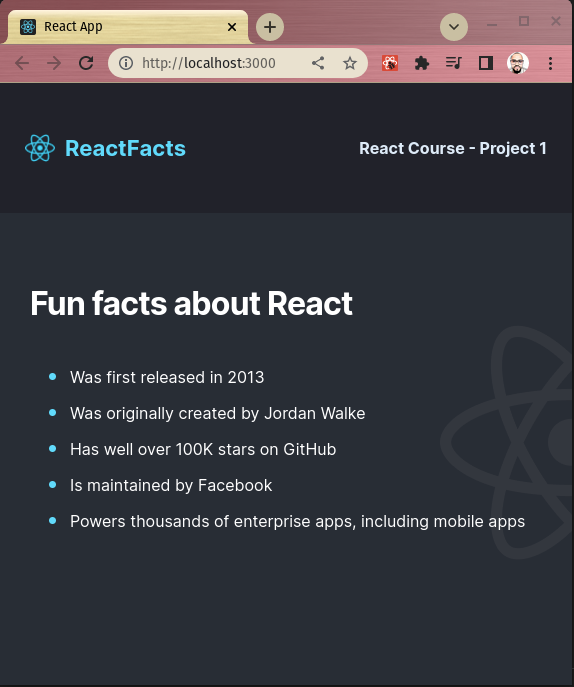 React App
http://localhost:3000
ReactFacts
React Course - Project 1
Fun facts about React
Was first released in 2013
Was originally created by Jordan Walke
Has well over 100K stars on GitHub
Is maintained by Facebook
Powers thousands of enterprise apps, including mobile apps